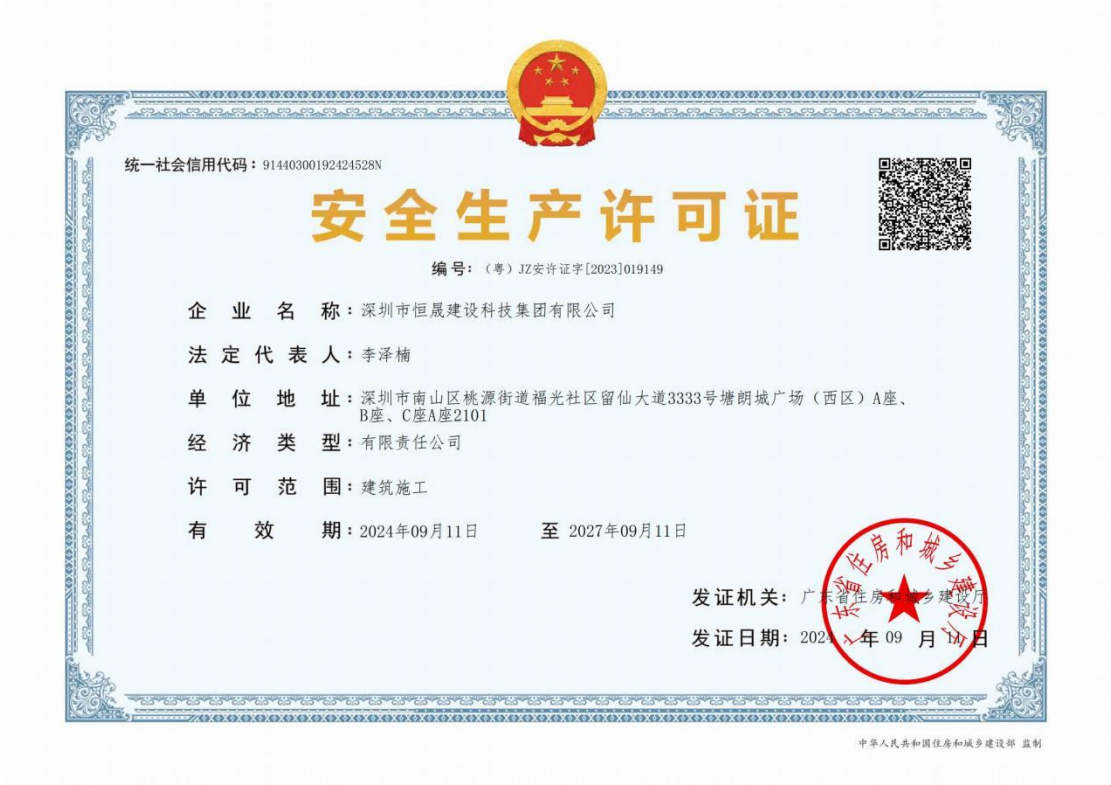 统一社会信用代码：91440300192424528N
安全生产许可证
编号：（粤）JZ安许证字[2023]019149
企业名称：深圳市恒晟建设科技集团有限公司
法定代表人：李泽楠
单位地址：深圳市南山区桃源街道福光社区留仙大道3333号塘朗城广场（西区）A座、
B座、C座A座2101
经济类型：有限责任公司
许可范围：建筑施工
有效期：2024年09月11日 至 2027年09月11日
发证机关：广东省住房和城乡建设厅
发证日期：2024年09月 日
广东省住房和城乡建设厅
中华人民共和国住房和城乡建设部 监制